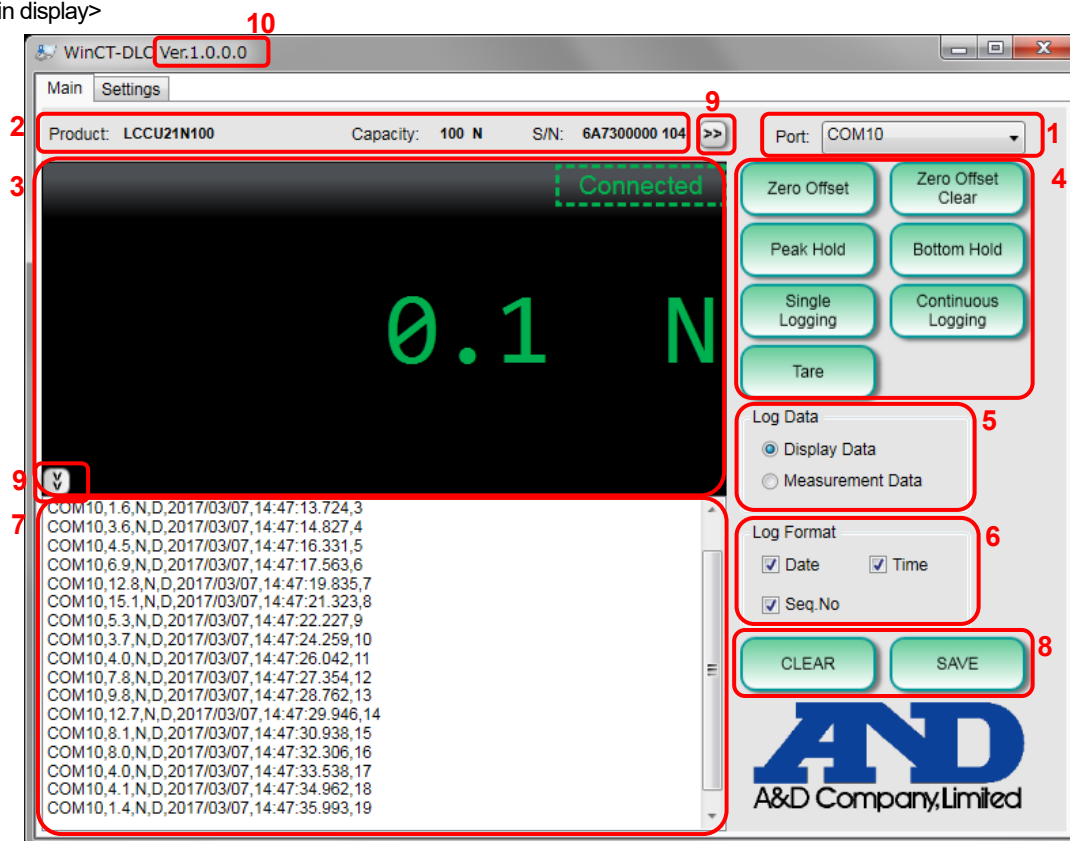 in display>
10
WinCT-DLC Ver.1.0.0.0
Main Settings
9
2 Product: LCCU21N100 Capacity: 100 N S/N: 6A7300000 104 >> Port: COM10 1
3 Connected Zero Offset Zero Offset Clear 4
Peak Hold Bottom Hold
0.1 N
Single Logging Continuous Logging
Tare
Log Data 5
Display Data
Measurement Data
9
7
COM10,1.6,N,D,2017/03/07,14:47:13.724,3
COM10,3.6,N,D,2017/03/07,14:47:14.827,4
COM10,4.5,N,D,2017/03/07,14:47:16.331,5
COM10,6.9,N,D,2017/03/07,14:47:17.563,6
COM10,12.8,N,D,2017/03/07,14:47:19.835,7
COM10,15.1,N,D,2017/03/07,14:47:21.323,8
COM10,5.3,N,D,2017/03/07,14:47:22.227,9
COM10,3.7,N,D,2017/03/07,14:47:24.259,10
COM10,4.0,N,D,2017/03/07,14:47:26.042,11
COM10,7.8,N,D,2017/03/07,14:47:27.354,12
COM10,9.8,N,D,2017/03/07,14:47:28.762,13
COM10,12.7,N,D,2017/03/07,14:47:29.946,14
COM10,8.1,N,D,2017/03/07,14:47:30.938,15
COM10,8.0,N,D,2017/03/07,14:47:32.306,16
COM10,4.0,N,D,2017/03/07,14:47:33.538,17
COM10,4.1,N,D,2017/03/07,14:47:34.962,18
COM10,1.4,N,D,2017/03/07,14:47:35.993,19
Log Format 6
Date Time
Seq.No
CLEAR SAVE 8
AND
A&D Company,Limited